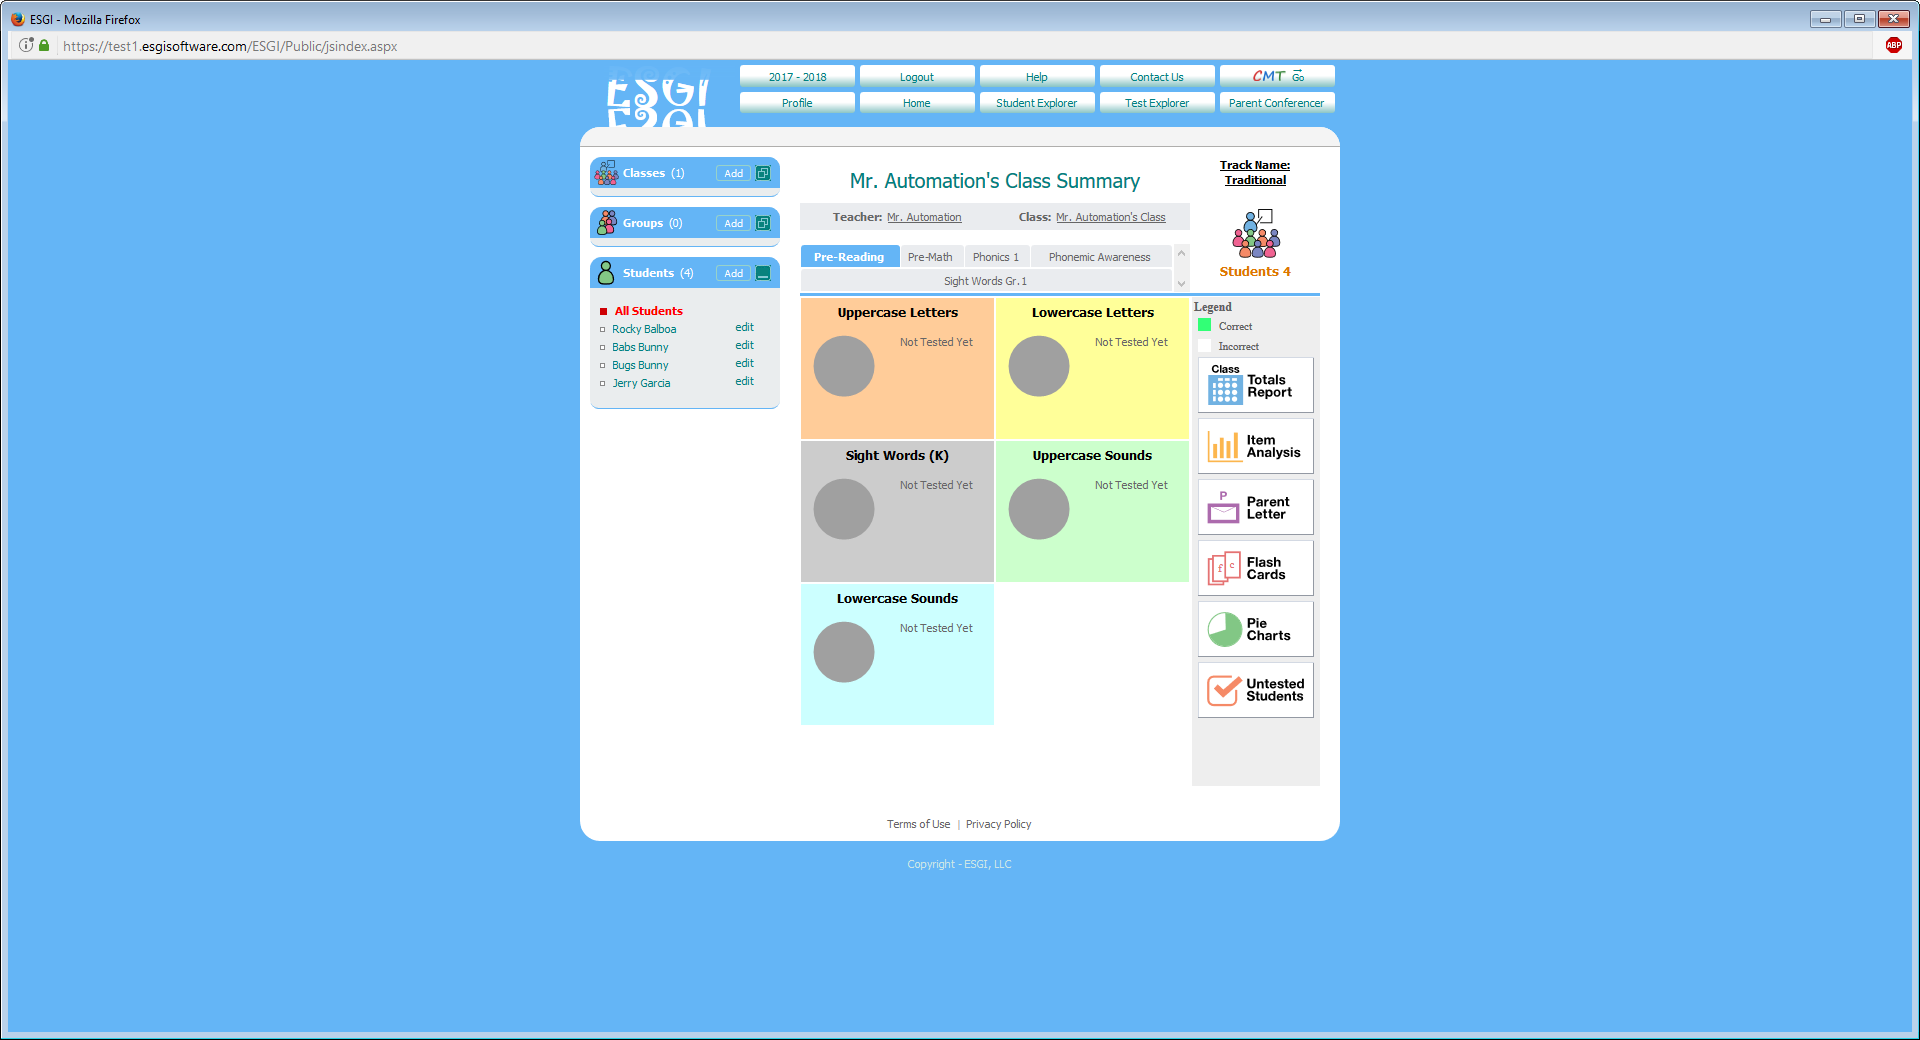 ESGI - Mozilla Firefox
https://test1.esgisoftware.com/ESGI/Public/jsindex.aspx
ABP
ESGI
2017 - 2018
Logout
Help
Contact Us
CMT Go
Profile
Home
Student Explorer
Test Explorer
Parent Conferencer
Classes (1)
Add
Groups (0)
Add
Students (4)
Add
All Students
Rocky Balboa edit
Babs Bunny edit
Bugs Bunny edit
Jerry Garcia edit
Mr. Automation's Class Summary
Teacher: Mr. Automation Class: Mr. Automation's Class
Track Name:
Traditional
Students 4
Pre-Reading
Pre-Math
Phonics 1
Phonemic Awareness
Sight Words Gr.1
Uppercase Letters
Not Tested Yet
Lowercase Letters
Not Tested Yet
Sight Words (K)
Not Tested Yet
Uppercase Sounds
Not Tested Yet
Lowercase Sounds
Not Tested Yet
Legend
Correct
Incorrect
Class
Totals
Report
Item
Analysis
P
Parent
Letter
f c
Flash
Cards
Pie
Charts
Untested
Students
Terms of Use | Privacy Policy
Copyright - ESGI, LLC